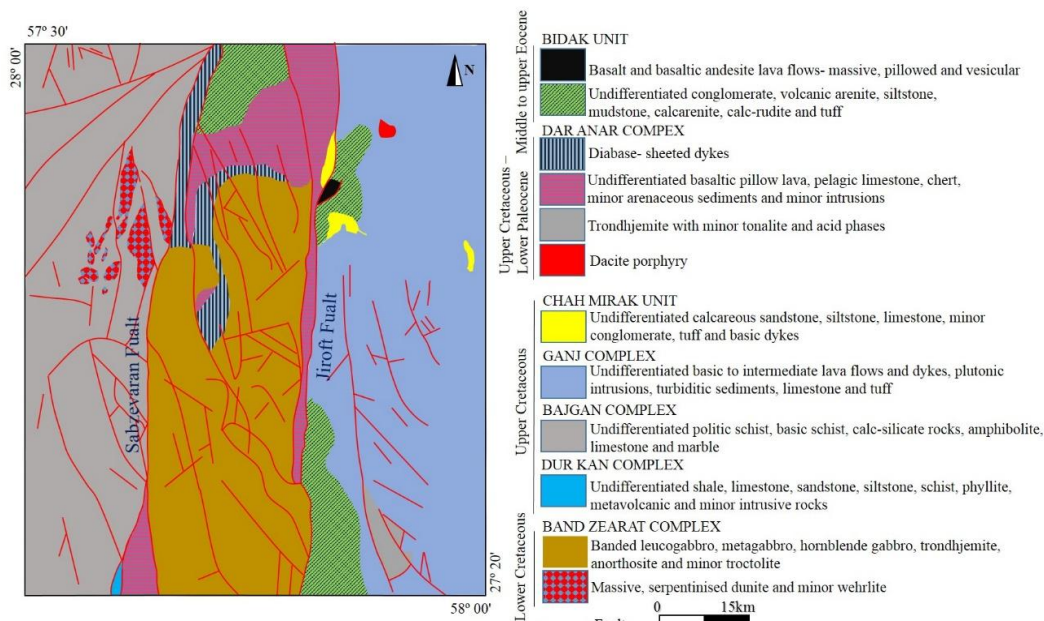 57º 30'
28º 00'
N
Sabzevaran Fualt
Jiroft Fualt
27º 20'
58º 00'
Middle to upper Eocene
BIDAK UNIT
Basalt and basaltic andesite lava flows- massive, pillowed and vesicular
Undifferentiated conglomerate, volcanic arenite, siltstone,
mudstone, calcarenite, calc-rudite and tuff
Upper Cretaceous –
Lower Paleocene
DAR ANAR COMPEX
Diabase- sheeted dykes
Undifferentiated basaltic pillow lava, pelagic limestone, chert,
minor arenaceous sediments and minor intrusions
Trondhjemite with minor tonalite and acid phases
Dacite porphyry
Upper Cretaceous
CHAH MIRAK UNIT
Undifferentiated calcareous sandstone, siltstone, limestone, minor
conglomerate, tuff and basic dykes
GANJ COMPLEX
Undifferentiated basic to intermediate lava flows and dykes, plutonic
intrusions, turbiditic sediments, limestone and tuff
BAJGAN COMPLEX
Undifferentiated politic schist, basic schist, calc-silicate rocks, amphibolite,
limestone and marble
DUR KAN COMPLEX
Undifferentiated shale, limestone, sandstone, siltstone, schist, phyllite,
metavolcanic and minor intrusive rocks
Lower Cretaceous
BAND ZEARAT COMPLEX
Banded leucogabbro, metagabbro, hornblende gabbro, trondhjemite,
anorthosite and minor troctolite
Massive, serpentinised dunite and minor wehrlite
0 15km